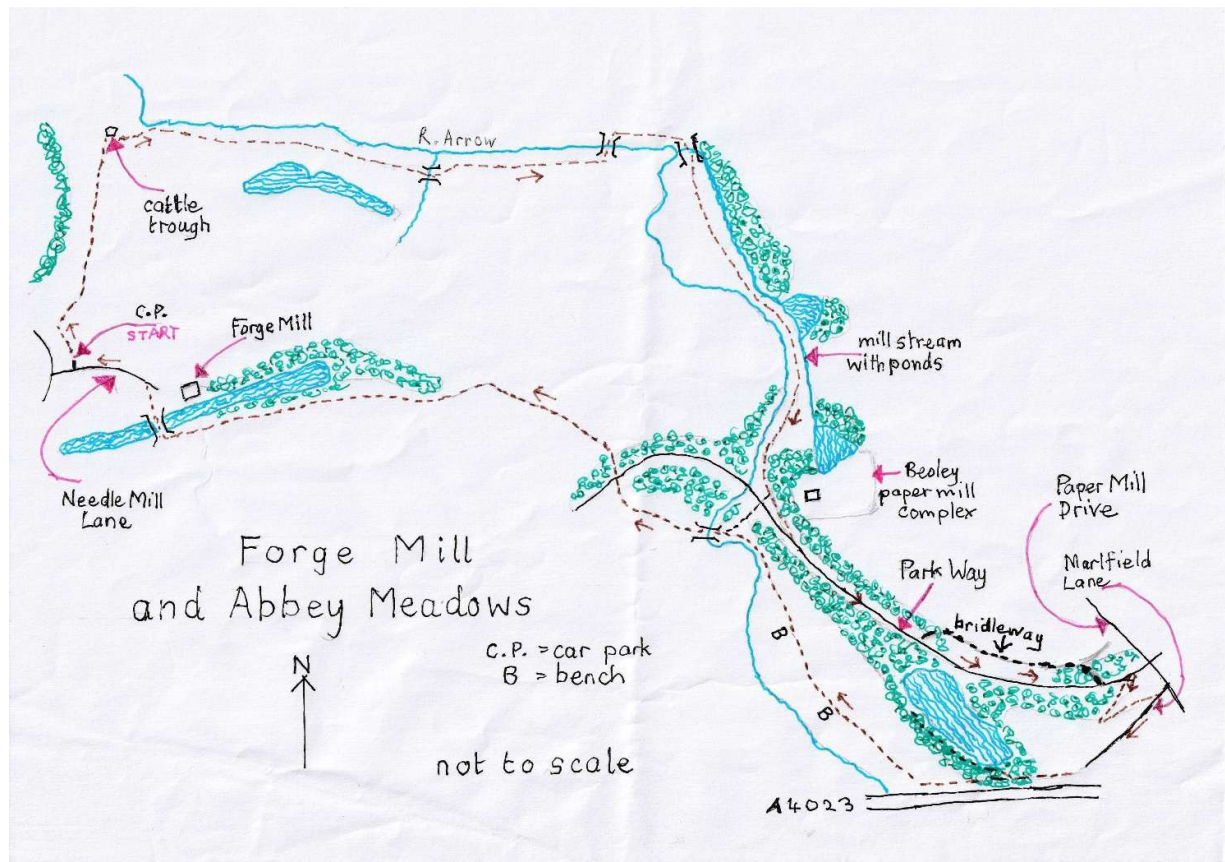 R. Arrow
cattle
trough
C.P.
START
Forge Mill
mill stream
with ponds
Needle Mill
Lane
Beoley
paper mill
complex
Paper Mill
Drive
Marlfield
Lane
Park Way
bridleway
Forge Mill
and Abbey Meadows
C.P. = car park
B = bench
B
B
N
not to scale
A4023